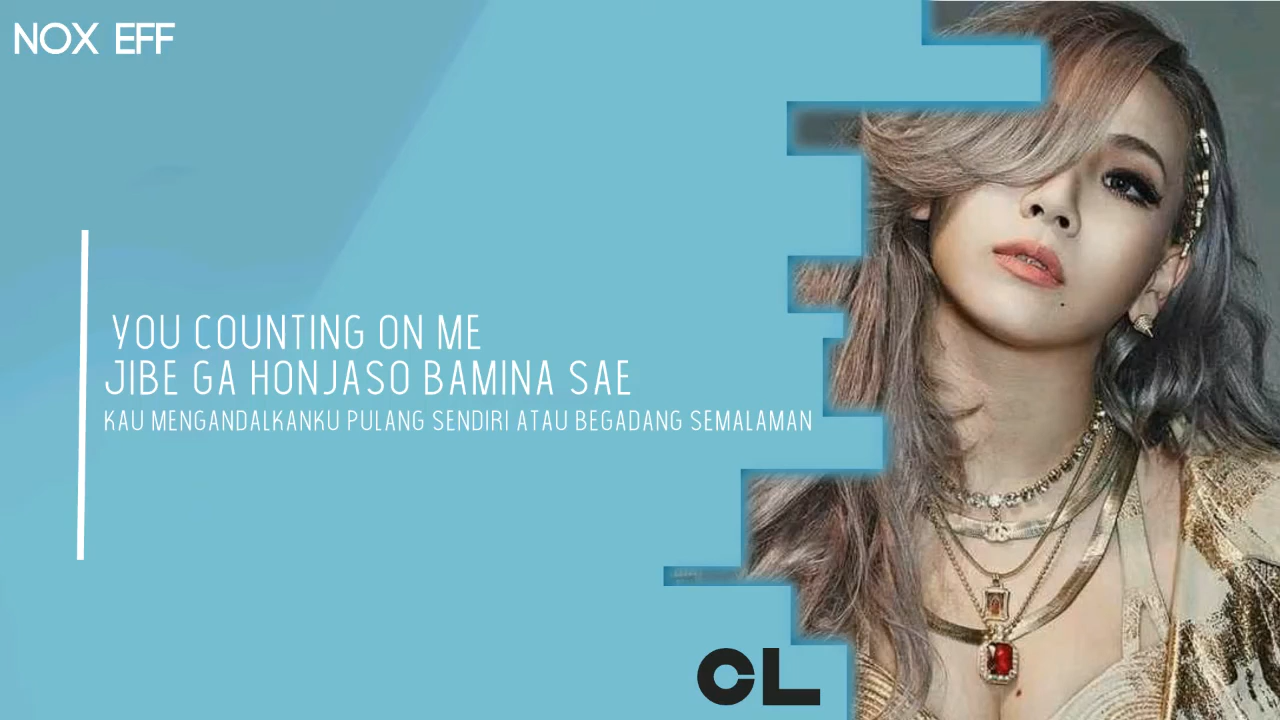 NOX EFF
YOU COUNTING ON ME
JIBE GA HONJASO BAMINA SAE
KAU MENGANDALKANKU PULANG SENDIRI ATAU BEGADANG SEMALAMAN
CL